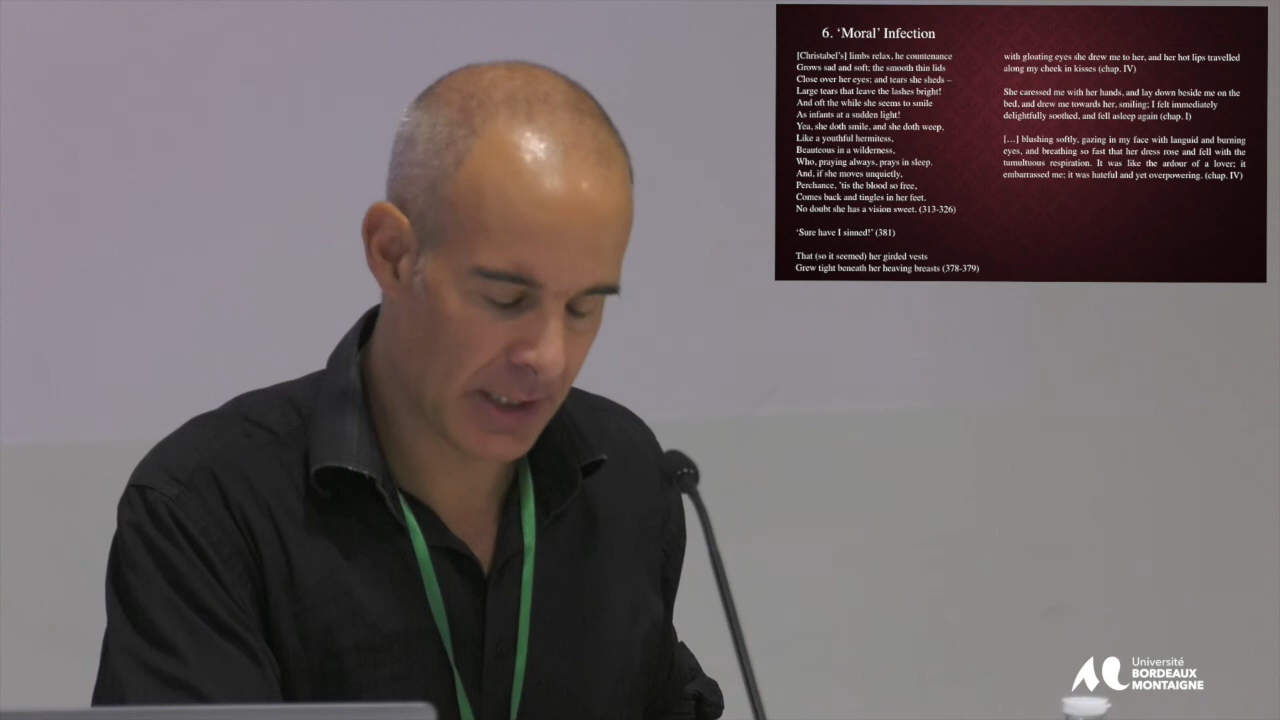 6. ‘Moral’ Infection
[Christabel's] limbs relax, he countenance
Grows sad and soft; the smooth thin lids
Close over her eyes; and tears she sheds –
Large tears that leave the lashes bright!
And oft the while she seems to smile
As infants at a sudden light!
Yea, she doth smile, and she doth weep,
Like a youthful hermitess,
Beauteous in a wilderness,
Who, praying always, prays in sleep.
And, if she moves unquietly,
Perchance, 'tis the blood so free,
Comes back and tingles in her feet.
No doubt she has a vision sweet. (313-326)
‘Sure have I sinned!’ (381)
That (so it seemed) her girded vests
Grew tight beneath her heaving breasts (378-379)
with gloating eyes she drew me to her, and her hot lips travelled
along my cheek in kisses (chap. IV)
She caressed me with her hands, and lay down beside me on the
bed, and drew me towards her, smiling; I felt immediately
delightfully soothed, and fell asleep again (chap. I)
[…] blushing softly, gazing in my face with languid and burning
eyes, and breathing so fast that her dress rose and fell with the
tumultuous respiration. It was like the ardour of a lover; it
embarrassed me; it was hateful and yet overpowering. (chap. IV)
Université
BORDEAUX
MONTAIGNE